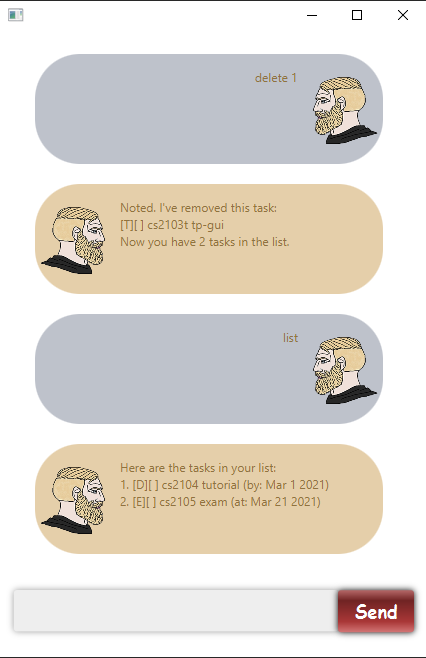 delete 1
Noted. I've removed this task:
[T][ ] cs2103t tp-gui
Now you have 2 tasks in the list.
list
Here are the tasks in your list:
1. [D][ ] cs2104 tutorial (by: Mar 1 2021)
2. [E][ ] cs2105 exam (at: Mar 21 2021)
Send